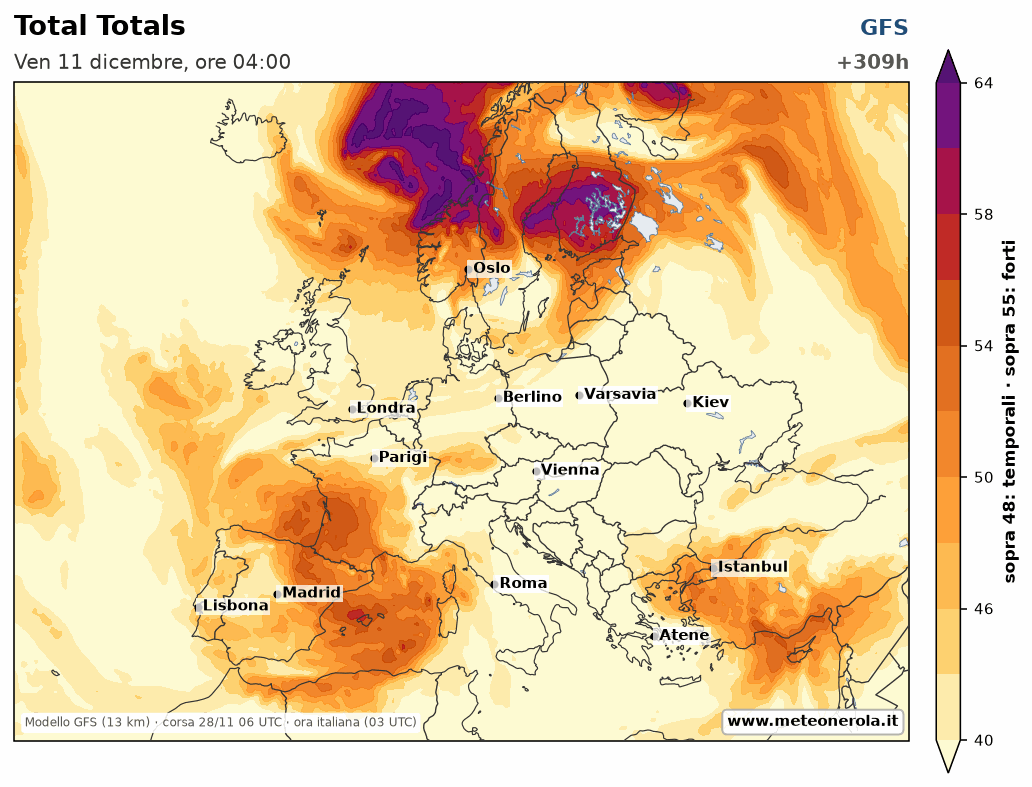 Total Totals
GFS
Ven 11 dicembre, ore 04:00
+309h
64
58
54
50
46
40
sopra 48: temporali · sopra 55: forti
Oslo
Berlino
Varsavia
Kiev
Londra
Parigi
Vienna
Istanbul
Roma
Madrid
Lisbona
Atene
Modello GFS (13 km) · corsa 28/11 06 UTC · ora italiana (03 UTC)
www.meteonerola.it